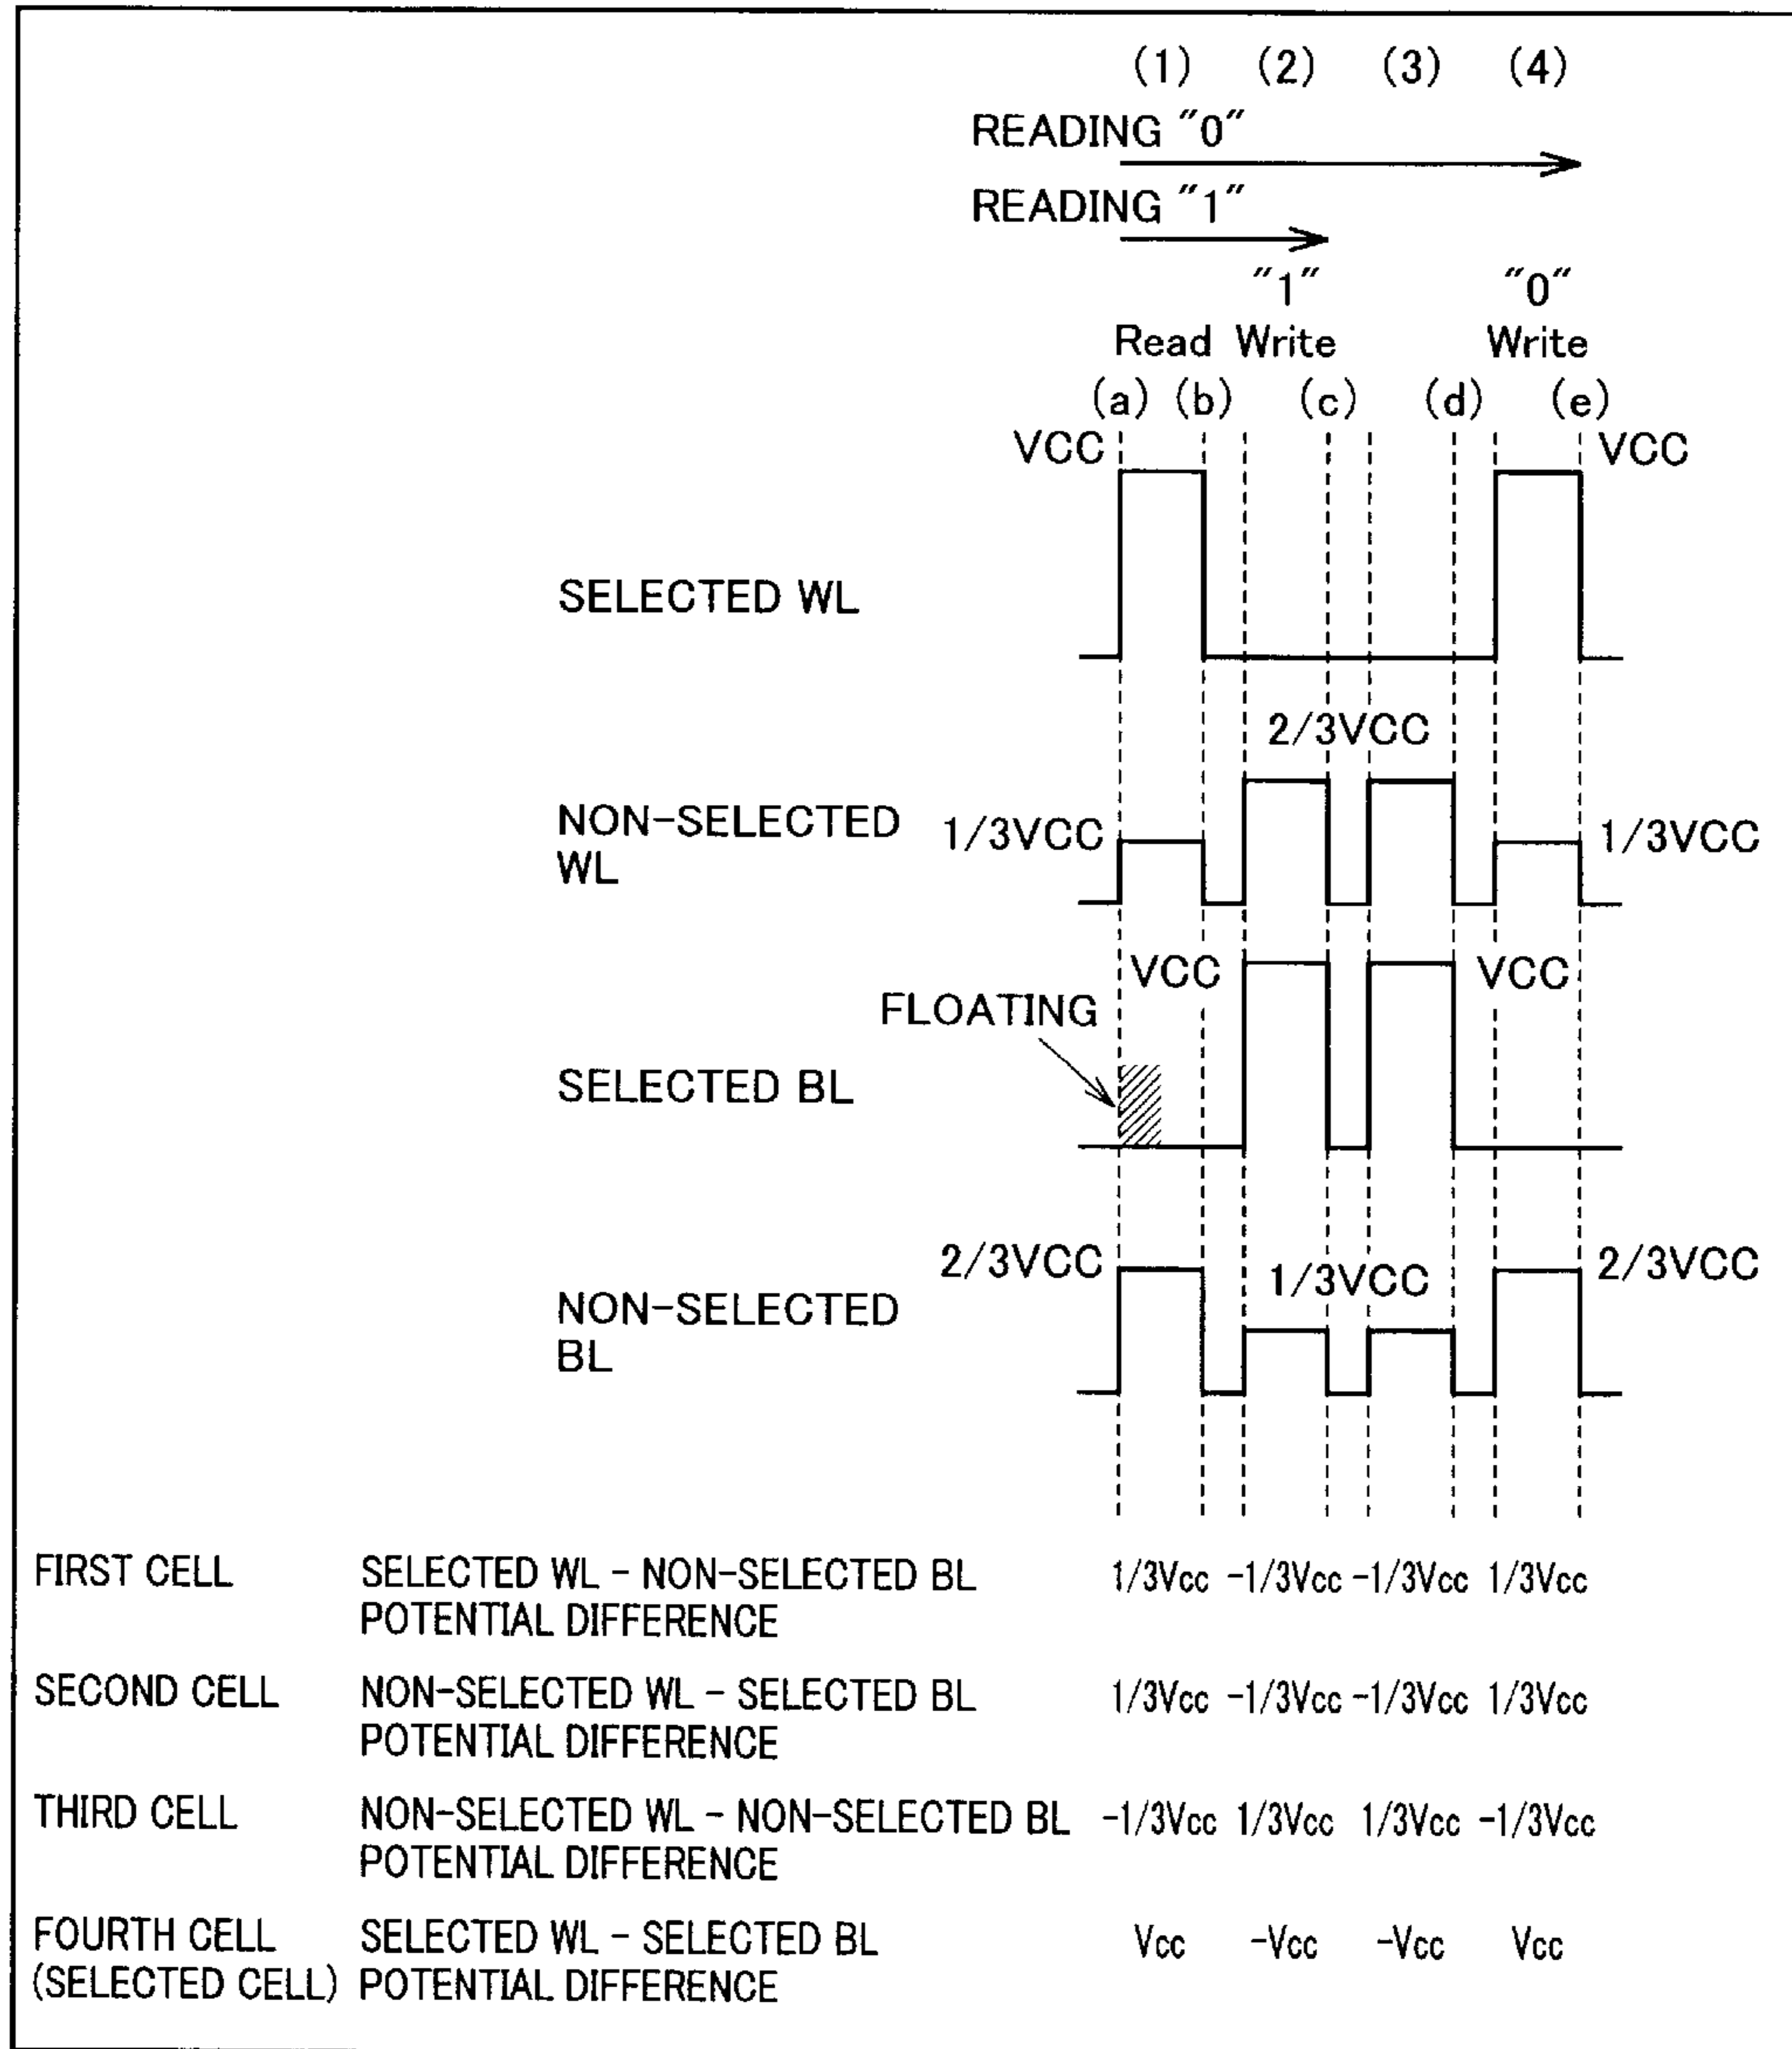 (1) (2) (3) (4)
READING "0"
READING "1"
"1" "0"
Read Write Write
(a) (b) (c) (d) (e)
VCC VCC
SELECTED WL
2/3VCC
NON-SELECTED
WL
1/3VCC 1/3VCC
VCC VCC
FLOATING
SELECTED BL
2/3VCC 1/3VCC 2/3VCC
NON-SELECTED
BL
FIRST CELL SELECTED WL - NON-SELECTED BL 1/3Vcc -1/3Vcc -1/3Vcc 1/3Vcc
POTENTIAL DIFFERENCE
SECOND CELL NON-SELECTED WL - SELECTED BL 1/3Vcc -1/3Vcc -1/3Vcc 1/3Vcc
POTENTIAL DIFFERENCE
THIRD CELL NON-SELECTED WL - NON-SELECTED BL -1/3Vcc 1/3Vcc 1/3Vcc -1/3Vcc
POTENTIAL DIFFERENCE
FOURTH CELL SELECTED WL - SELECTED BL Vcc -Vcc -Vcc Vcc
(SELECTED CELL) POTENTIAL DIFFERENCE